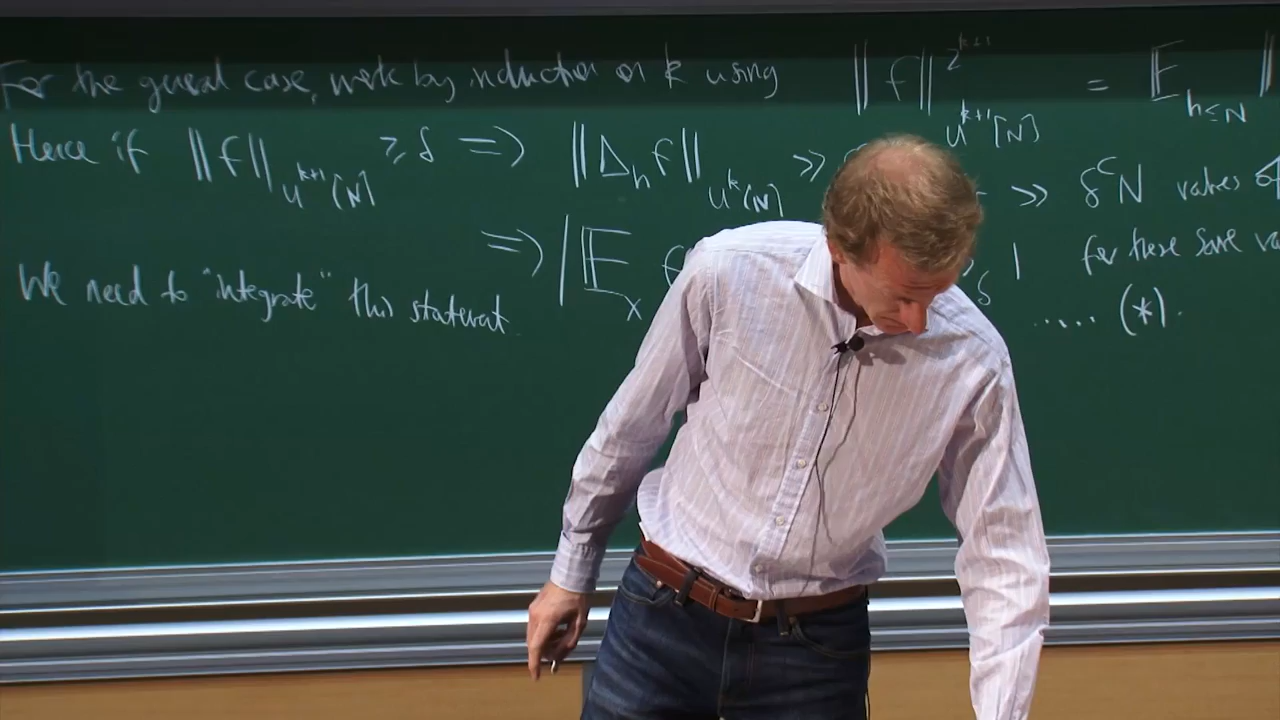 For the general case, work by induction on k using ‖f‖^{2^{k+1}}_{U^{k+1}[N]} = 𝔼_{h≤N} ‖
Hence if ‖f‖_{U^{k+1}[N]} ≥ δ ⟹ ‖Δ_h f‖_{U^k[N]} ≫ ≫ δ^C N values of
⟹ |𝔼_x | for these same
We need to "integrate" this statement. ..... (*).